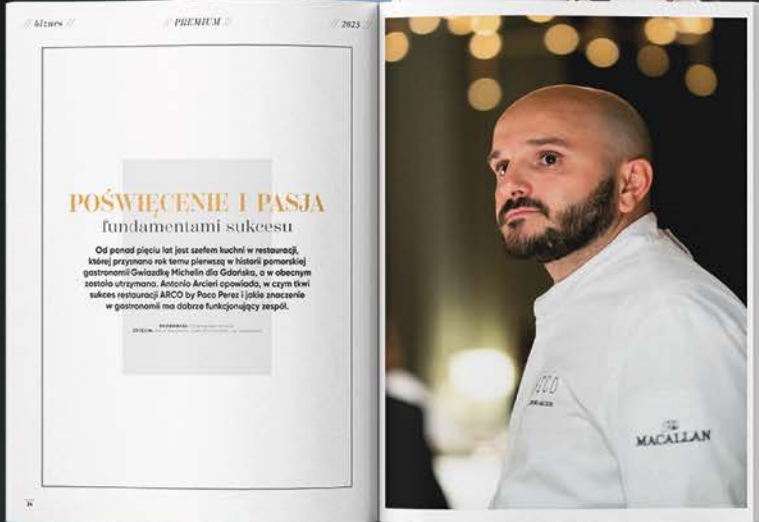 // biznes //
// PREMIUM //
// 2025 //
POŚWIĘCENIE I PASJA
fundamentami sukcesu
Od ponad pięciu lat jest szefem kuchni w restauracji,
której przyznano rok temu pierwszą w historii pomorskiej
gastronomii Gwiazdkę Michelin dla Gdańska, a w obecnym
została utrzymana. Antonio Arcieri opowiada, w czym tkwi
sukces restauracji ARCO by Paco Perez i jakie znaczenie
w gastronomii ma dobrze funkcjonujący zespół.
ARCO
MACALLAN